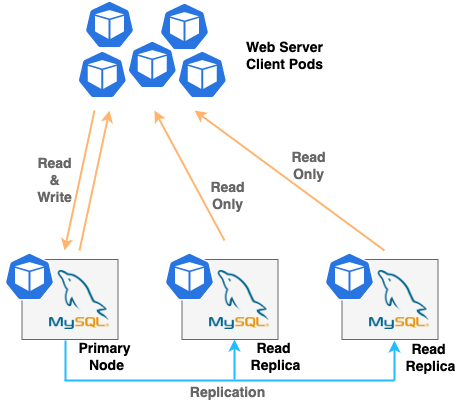 Web Server
Client Pods
Read
&
Write
Read
Only
Read
Only
MySQL®
MySQL®
MySQL®
Primary
Node
Read
Replica
Read
Replica
Replication